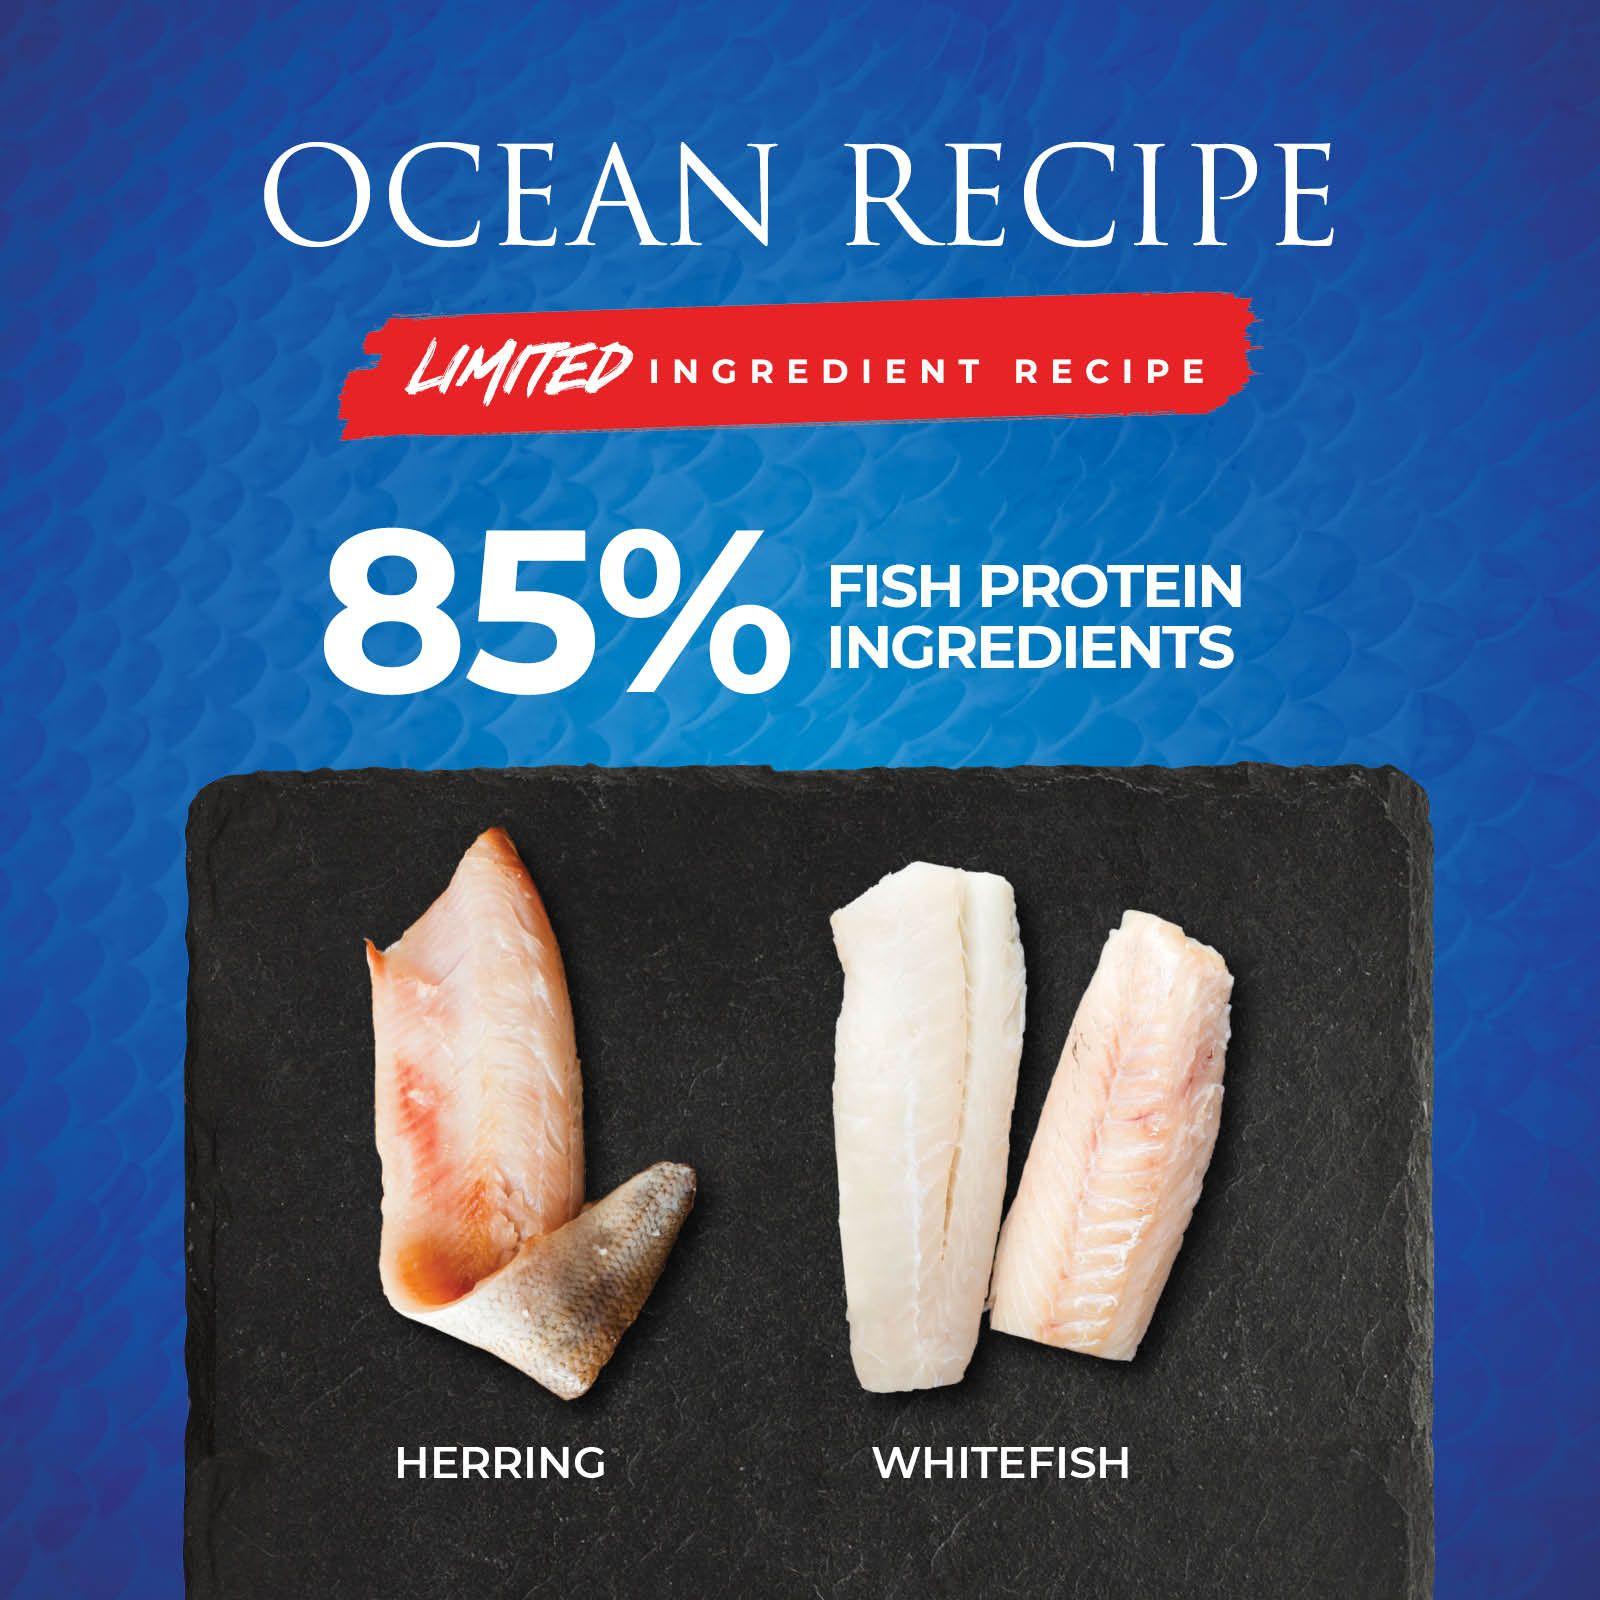 OCEAN RECIPE
LIMITED INGREDIENT RECIPE
85% FISH PROTEIN
INGREDIENTS
HERRING
WHITEFISH